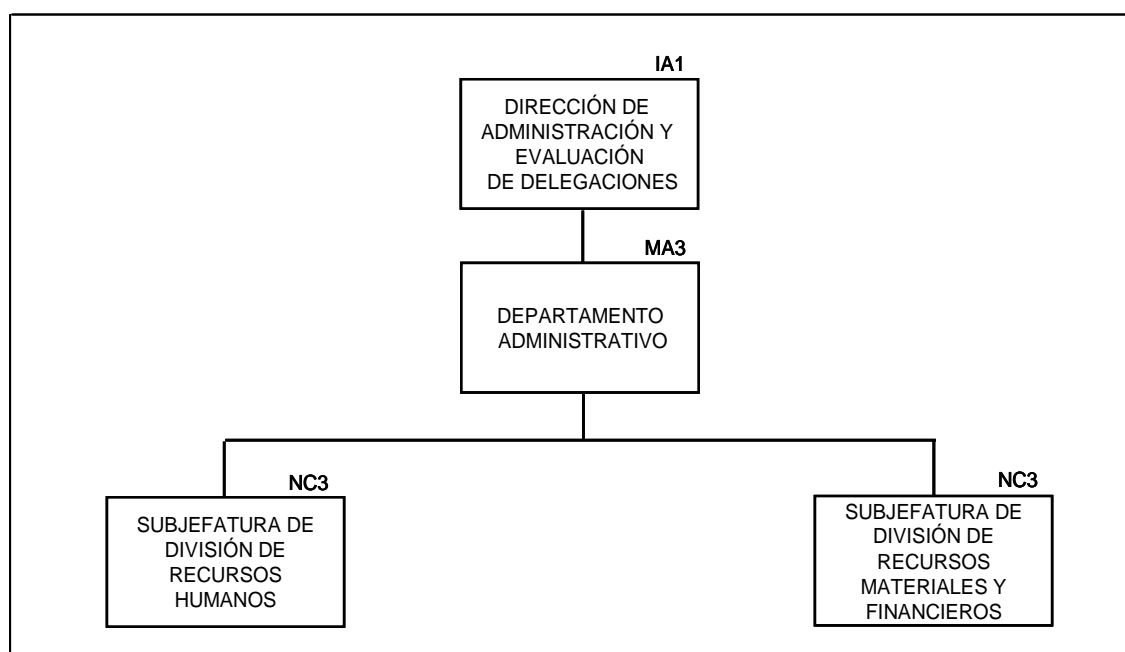 IA1
DIRECCIÓN DE
ADMINISTRACIÓN Y
EVALUACIÓN
DE DELEGACIONES
MA3
DEPARTAMENTO
ADMINISTRATIVO
NC3
SUBJEFATURA DE
DIVISIÓN DE
RECURSOS
HUMANOS
NC3
SUBJEFATURA DE
DIVISIÓN DE
RECURSOS
MATERIALES Y
FINANCIEROS